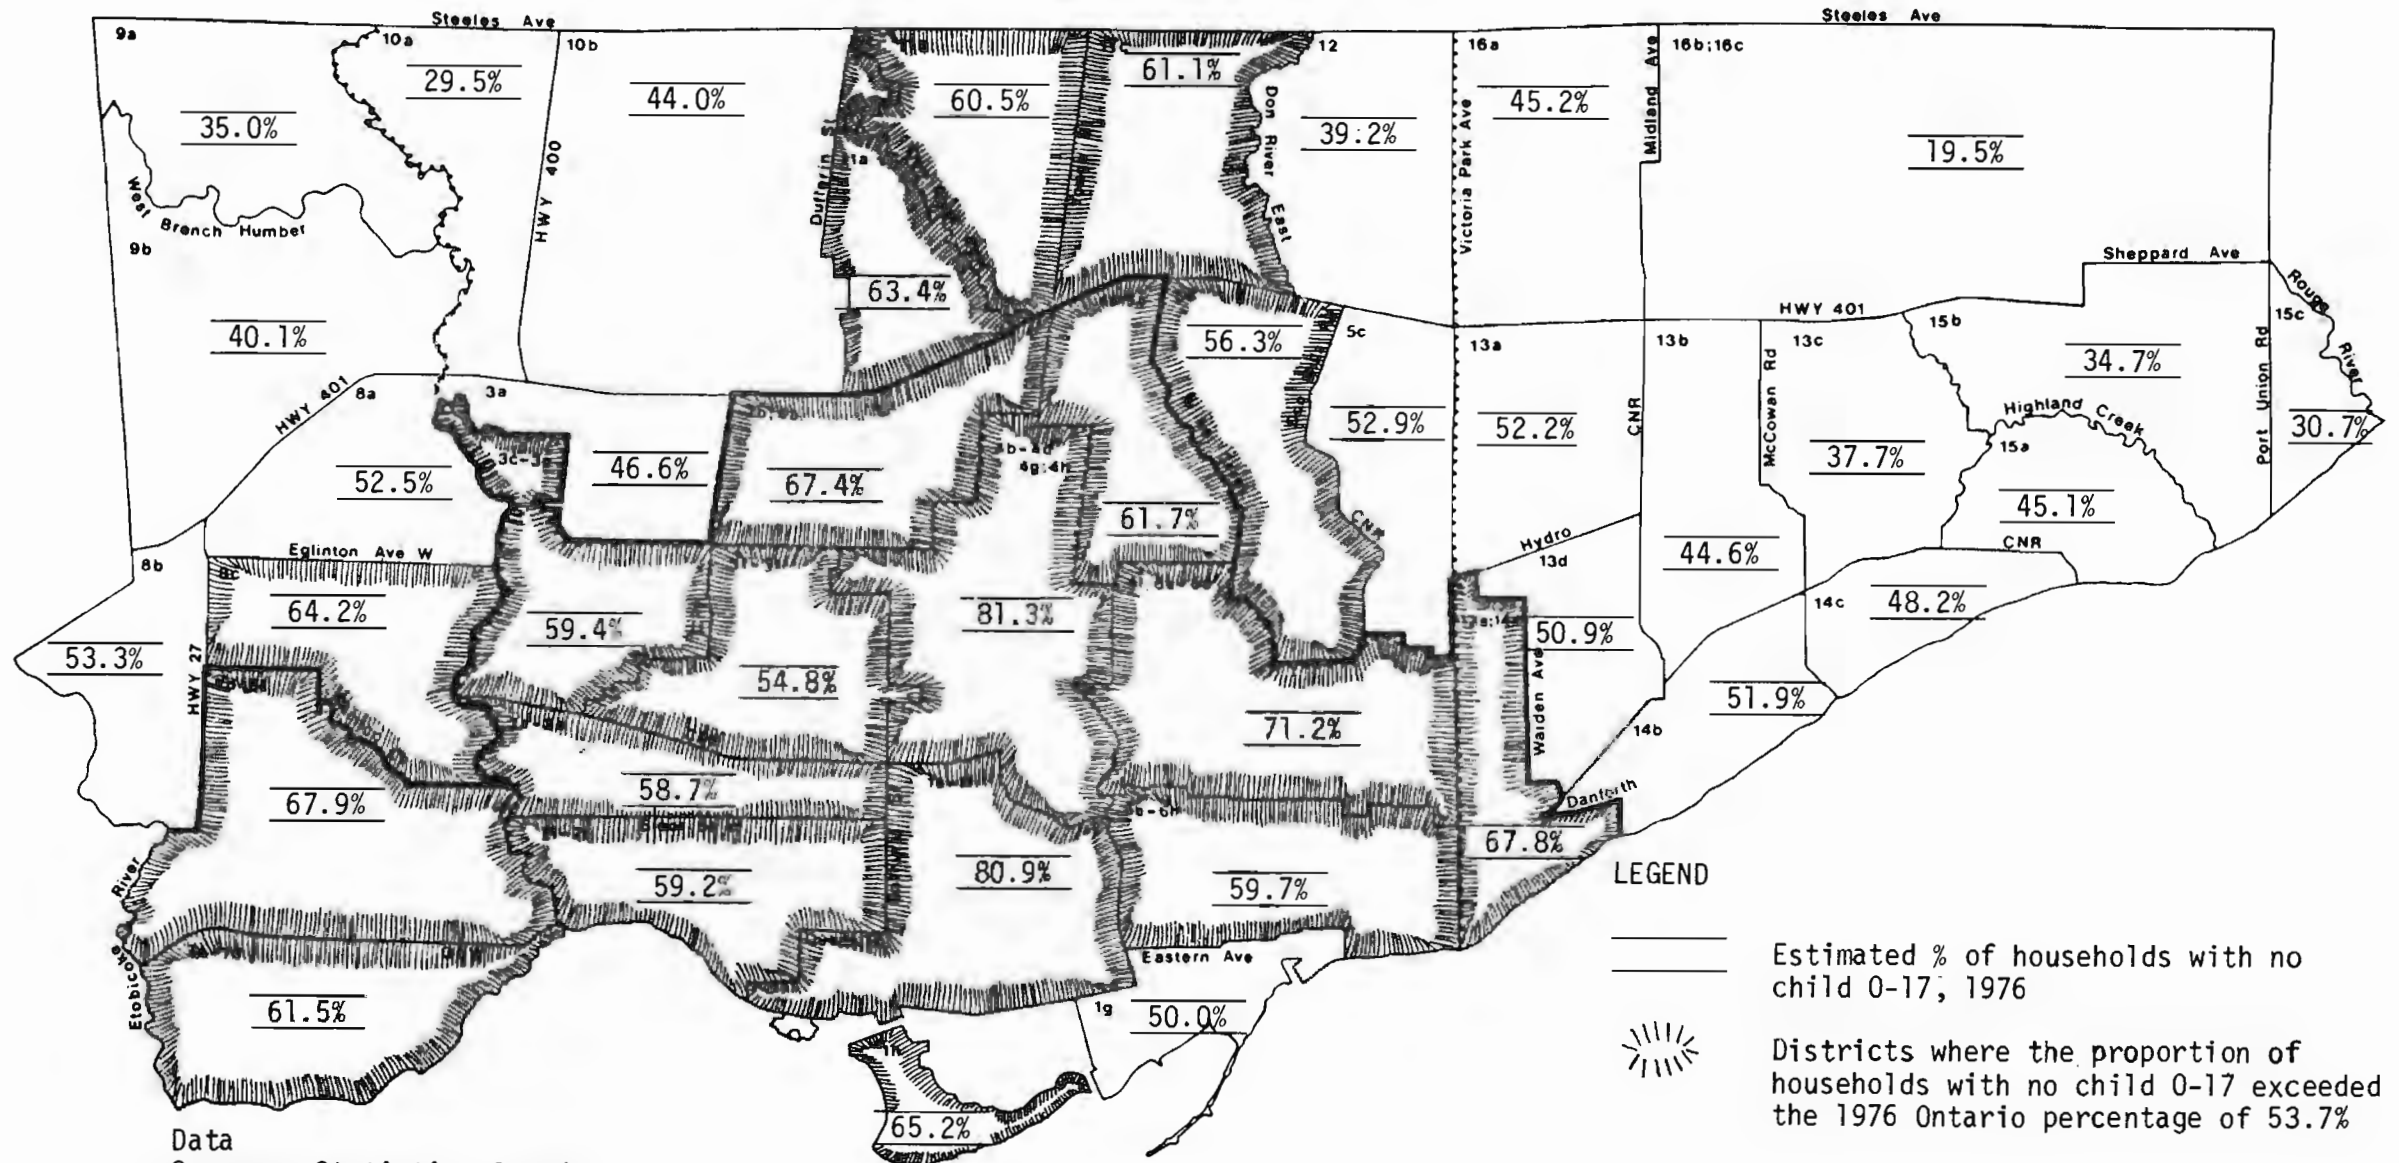 Steeles Ave
Steeles Ave
9a
10a
10b
12
16a
Midland Ave
16b;16c
29.5%
44.0%
60.5%
61.1%
45.2%
35.0%
39.2%
19.5%
HWY 400
Dufferin St
Don River East
Victoria Park Ave
West Branch Humber
9b
Sheppard Ave
Rouge River
63.4%
HWY 401
15b
15c
40.1%
56.3%
5c
13a
13b
13c
34.7%
Port Union Rd
HWY 401
8a
3a
McCowan Rd
CNR
Highland Creek
30.7%
52.9%
52.2%
3c-3e
4b-4d
4g;4h
37.7%
15a
52.5%
46.6%
67.4%
61.7%
45.1%
CNR
Hydro
13d
CNR
Eglinton Ave W
8b
8c
44.6%
64.2%
59.4%
81.3%
14c
48.2%
50.9%
53.3%
HWY 27
54.8%
Warden Ave
51.9%
71.2%
14b
67.9%
58.7%
Danforth
67.8%
59.2%
80.9%
59.7%
Etobicoke River
Eastern Ave
61.5%
1g
50.0%
1h
65.2%
LEGEND
Estimated % of households with no
child 0-17, 1976
Districts where the proportion of
households with no child 0-17 exceeded
the 1976 Ontario percentage of 53.7%
Data